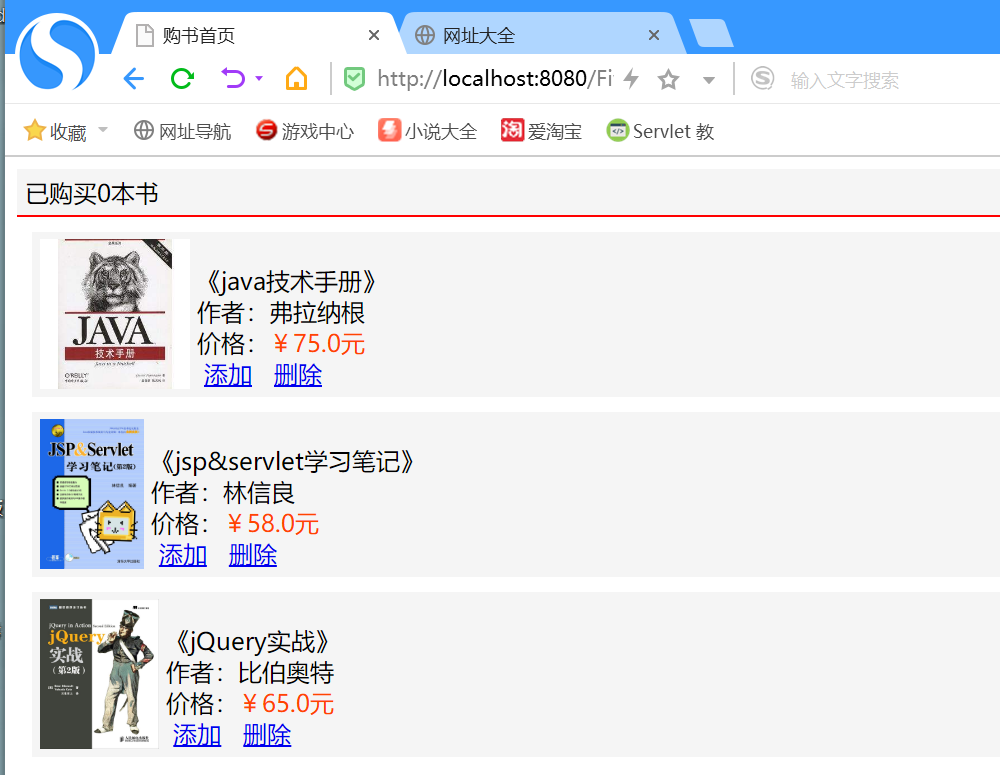 购书首页
网址大全
http://localhost:8080/Fi
输入文字搜索
收藏
网址导航
游戏中心
小说大全
淘
爱淘宝
Servlet 教
已购买0本书
JAVA
技术手册
O'REILLY
《java技术手册》
作者：弗拉纳根
价格：￥75.0元
添加 删除
JSP&Servlet
学习笔记(第2版)
《jsp&servlet学习笔记》
作者：林信良
价格：￥58.0元
添加 删除
jQuery in Action
jQuery
实战
（第2版）
《jQuery实战》
作者：比伯奥特
价格：￥65.0元
添加 删除